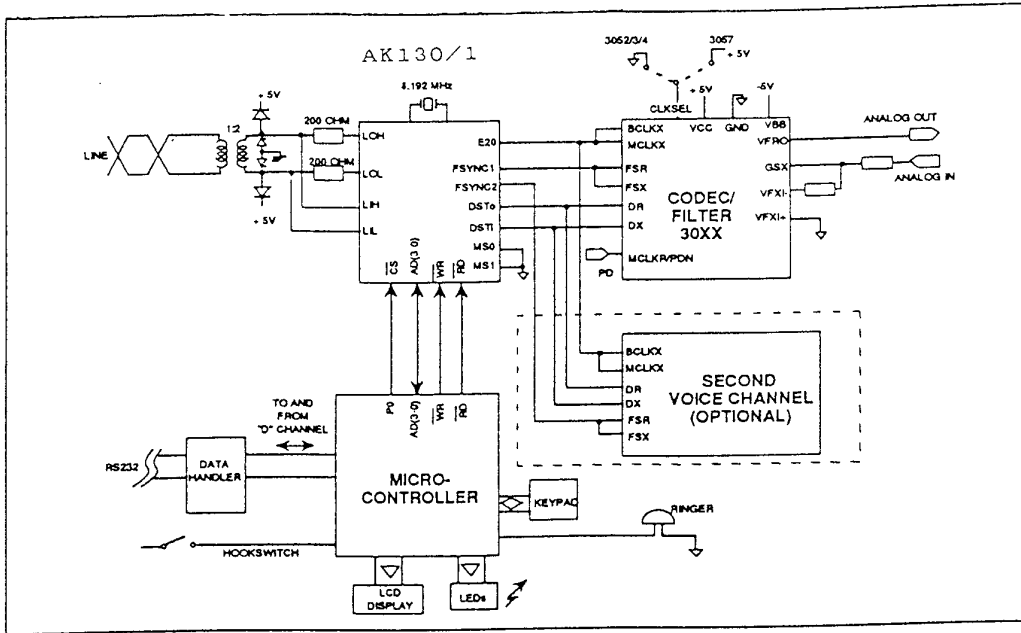 AK130/1
8.192 MHz
3052/3/4
3057
+5V
CLKSEL
+5V
-5V
VCC
GND
VBB
+5V
1:2
200 OHM
LINE
200 OHM
+5V
LOH
LOL
LIH
LIL
E20
FSYNC1
FSYNC2
DSTo
DSTi
MS0
MS1
CS
AD(3-0)
WR
RD
BCLKX
MCLKX
FSR
FSX
DR
DX
MCLKR/PDN
PD
CODEC/
FILTER
30XX
VFRO
GSX
VFXI-
VFXI+
ANALOG OUT
ANALOG IN
BCLKX
MCLKX
DR
DX
FSR
FSX
SECOND
VOICE CHANNEL
(OPTIONAL)
P0
AD(3-0)
WR
RD
TO AND
FROM
"D" CHANNEL
RS232
DATA
HANDLER
MICRO-
CONTROLLER
KEYPAD
RINGER
HOOKSWITCH
LCD
DISPLAY
LEDs